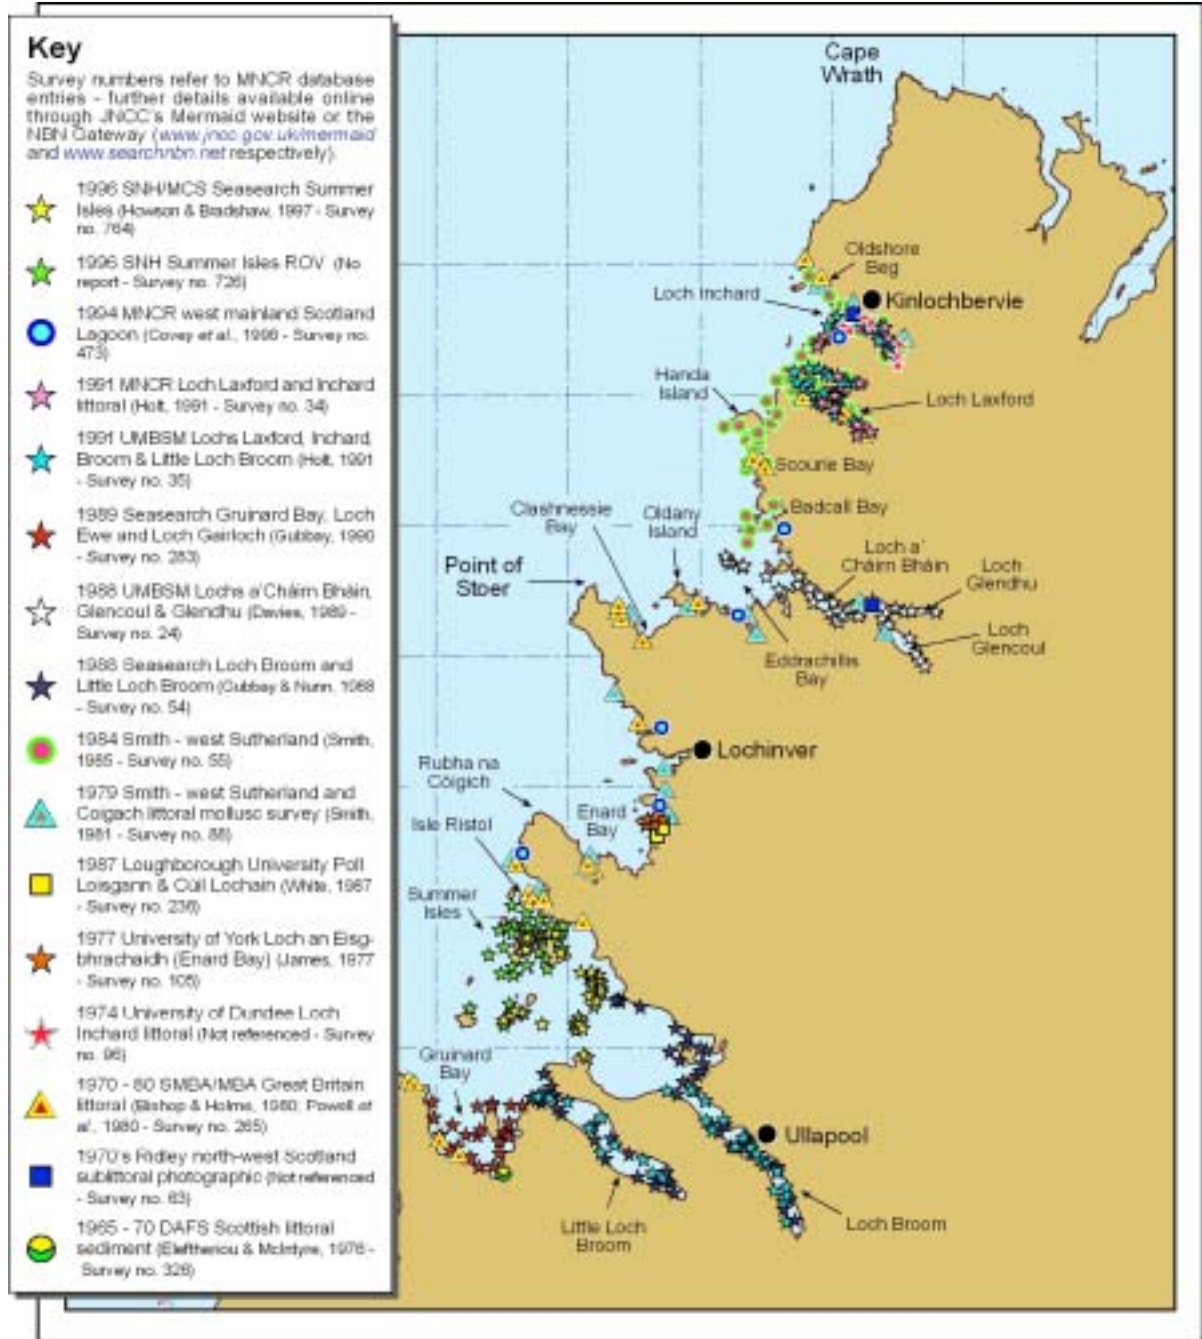 Key
Survey numbers refer to MNCR database
entries - further details available online
through JNCC's Mermaid website or the
NBN Gateway (www.jncc.gov.uk/mermaid
and www.searchnbn.net respectively).
1996 SNH/MCS Seasearch Summer
Isles (Howson & Bradshaw, 1997 - Survey
no. 764)
1996 SNH Summer Isles ROV (No
report - Survey no. 726)
1994 MNCR west mainland Scotland
Lagoon (Covey et al., 1998 - Survey no.
473)
1991 MNCR Loch Laxford and Inchard
littoral (Holt, 1991 - Survey no. 34)
1991 UMBSM Lochs Laxford, Inchard,
Broom & Little Loch Broom (Holt, 1991
- Survey no. 35)
1989 Seasearch Gruinard Bay, Loch
Ewe and Loch Gairloch (Gubbay, 1990
- Survey no. 283)
1988 UMBSM Lochs a'Chàirn Bhàin,
Glencoul & Glendhu (Davies, 1989 -
Survey no. 24)
1988 Seasearch Loch Broom and
Little Loch Broom (Gubbay & Nunn, 1988
- Survey no. 54)
1984 Smith - west Sutherland (Smith,
1985 - Survey no. 55)
1979 Smith - west Sutherland and
Coigach littoral mollusc survey (Smith,
1981 - Survey no. 88)
1987 Loughborough University Poll
Loisgann & Cùil Lochain (White, 1987
- Survey no. 236)
1977 University of York Loch an Eisg-
bhrachaidh (Enard Bay) (James, 1977
- Survey no. 105)
1974 University of Dundee Loch
Inchard littoral (Not referenced - Survey
no. 96)
1970 - 80 SMBA/MBA Great Britain
littoral (Bishop & Holme, 1980; Powell et
al., 1980 - Survey no. 265)
1970's Ridley north-west Scotland
sublittoral photographic (Not referenced
- Survey no. 63)
1965 - 70 DAFS Scottish littoral
sediment (Eleftheriou & McIntyre, 1976 -
Survey no. 326)
Cape
Wrath
Oldshore
Beg
Loch Inchard
Kinlochbervie
Handa
Island
Loch Laxford
Scourie Bay
Clashnessie
Bay
Oldany
Island
Badcall Bay
Point of
Stoer
Loch a'
Chàirn Bhàin
Loch
Glendhu
Loch
Glencoul
Eddrachillis
Bay
Lochinver
Rubha na
Còigich
Enard
Bay
Isle Ristol
Summer
Isles
Gruinard
Bay
Ullapool
Little Loch
Broom
Loch Broom